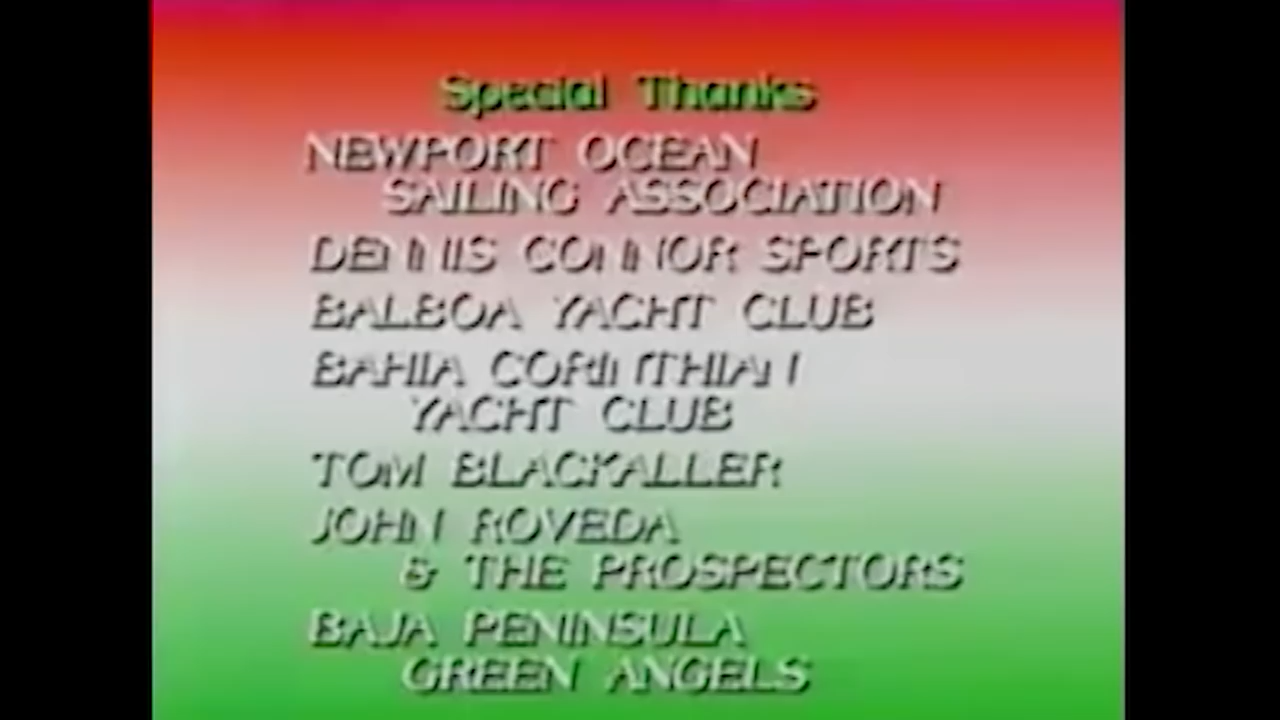 Special Thanks
NEWPORT OCEAN
SAILING ASSOCIATION
DENNIS CONNOR SPORTS
BALBOA YACHT CLUB
BAHIA CORINTHIAN
YACHT CLUB
TOM BLACKALLER
JOHN ROVEDA
& THE PROSPECTORS
BAJA PENINSULA
GREEN ANGELS